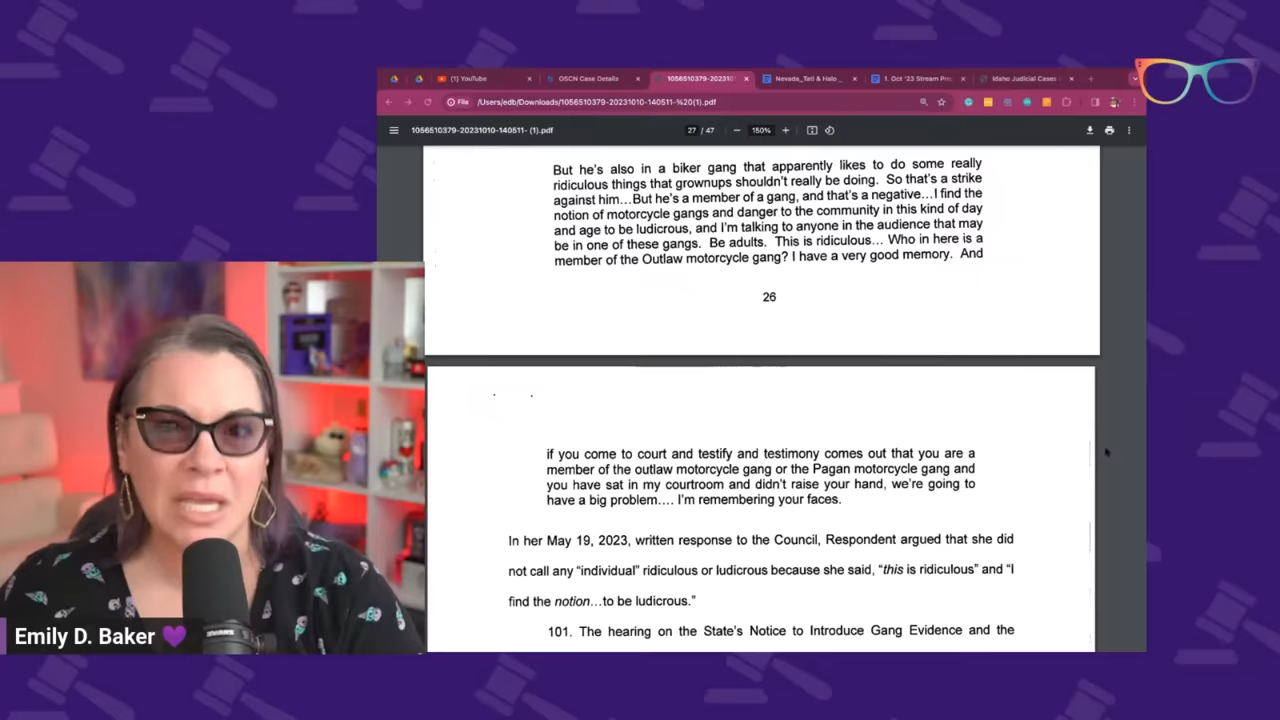 (1) YouTube
OSCN Case Details
1056510379-202310
Nevada_Tati & Halo
1. Oct '23 Stream Pre
Idaho Judicial Cases
File /Users/edb/Downloads/1056510379-20231010-140511-%20(1).pdf
1056510379-20231010-140511- (1).pdf
27 / 47
150%
But he's also in a biker gang that apparently likes to do some really
ridiculous things that grownups shouldn't really be doing. So that's a strike
against him…But he's a member of a gang, and that's a negative…I find the
notion of motorcycle gangs and danger to the community in this kind of day
and age to be ludicrous, and I'm talking to anyone in the audience that may
be in one of these gangs. Be adults. This is ridiculous… Who in here is a
member of the Outlaw motorcycle gang? I have a very good memory. And
26
if you come to court and testify and testimony comes out that you are a
member of the outlaw motorcycle gang or the Pagan motorcycle gang and
you have sat in my courtroom and didn't raise your hand, we're going to
have a big problem…. I'm remembering your faces.
In her May 19, 2023, written response to the Council, Respondent argued that she did
not call any “individual” ridiculous or ludicrous because she said, “this is ridiculous” and “I
find the notion…to be ludicrous.”
101. The hearing on the State's Notice to Introduce Gang Evidence and the
Emily D. Baker 💜